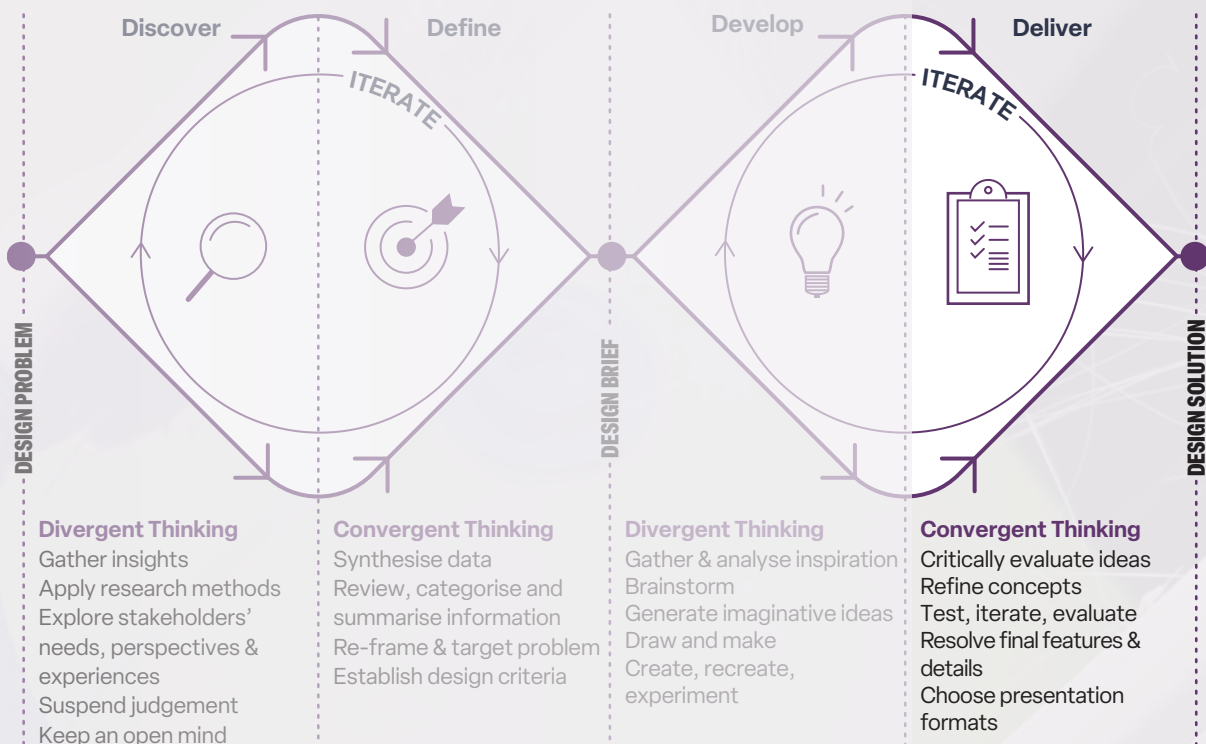 Discover
Define
Develop
Deliver
ITERATE
ITERATE
DESIGN PROBLEM
DESIGN BRIEF
DESIGN SOLUTION
Divergent Thinking
Gather insights
Apply research methods
Explore stakeholders’
needs, perspectives &
experiences
Suspend judgement
Keep an open mind
Convergent Thinking
Synthesise data
Review, categorise and
summarise information
Re-frame & target problem
Establish design criteria
Divergent Thinking
Gather & analyse inspiration
Brainstorm
Generate imaginative ideas
Draw and make
Create, recreate,
experiment
Convergent Thinking
Critically evaluate ideas
Refine concepts
Test, iterate, evaluate
Resolve final features &
details
Choose presentation
formats